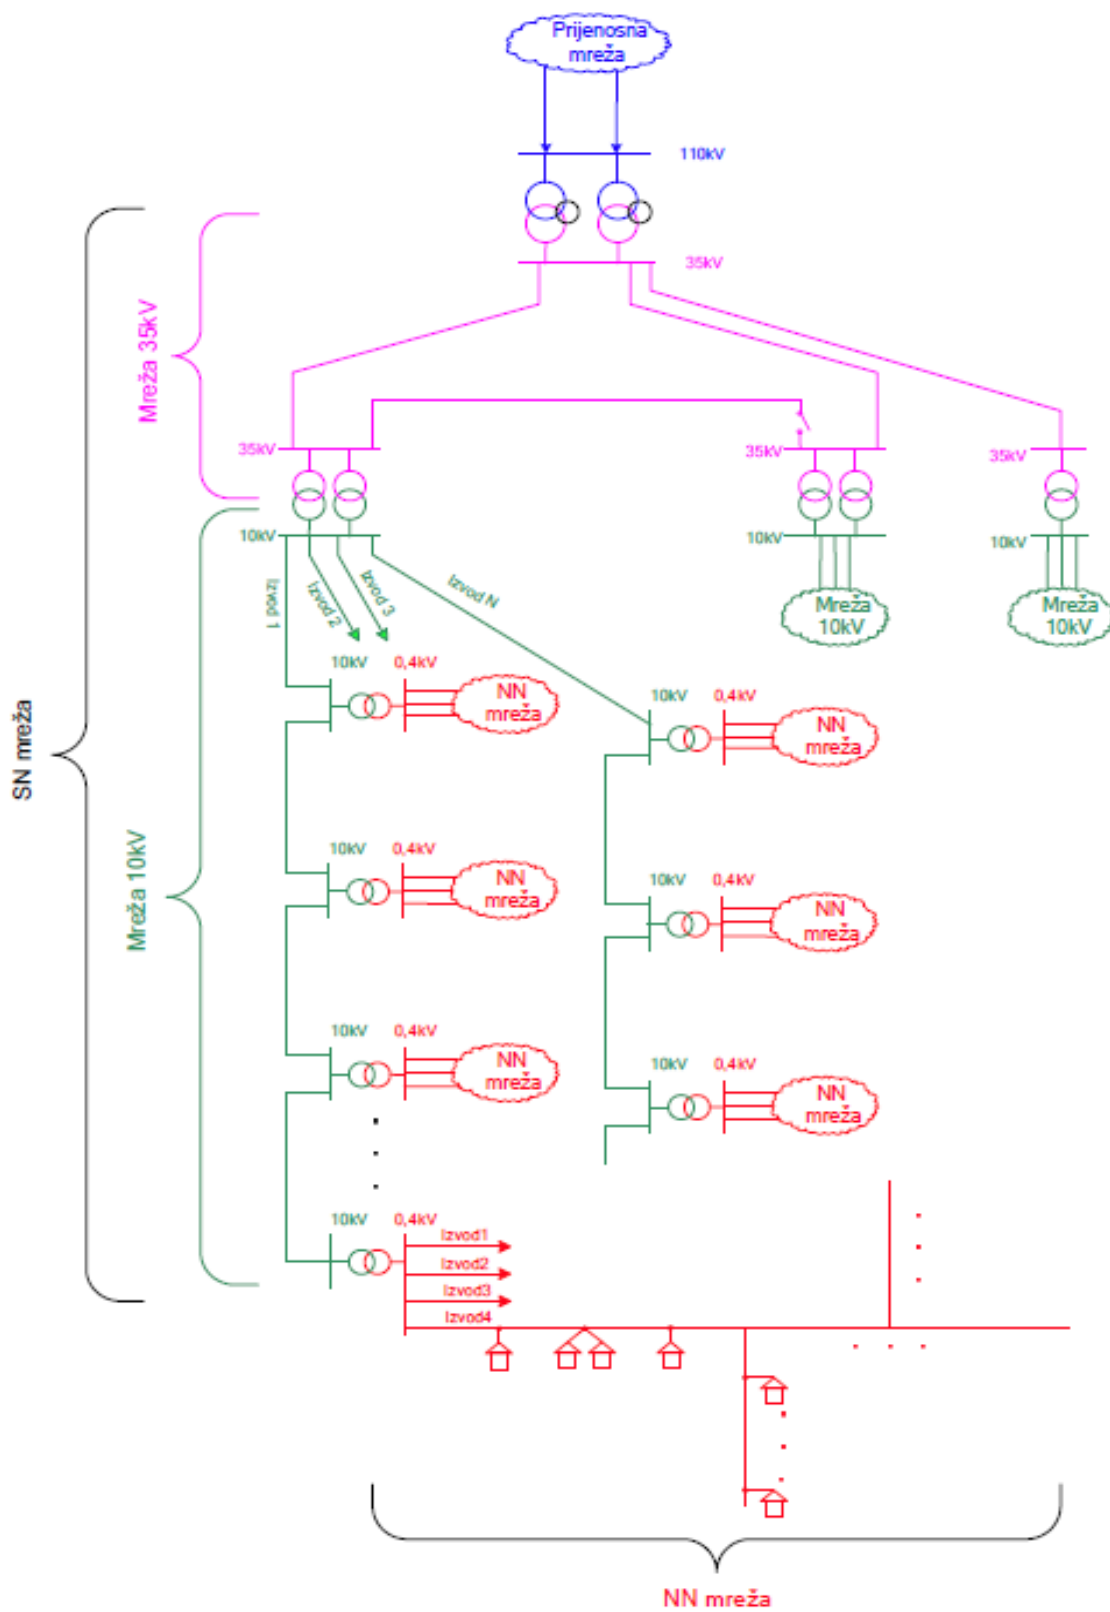 Prijenosna
mreža
110kV
35kV
Mreža 35kV
35kV
35kV
35kV
10kV
10kV
10kV
Izvod 1
Izvod 2
Izvod 3
Izvod N
Mreža
10kV
Mreža
10kV
SN mreža
Mreža 10kV
10kV
0,4kV
NN
mreža
10kV
0,4kV
NN
mreža
10kV
0,4kV
NN
mreža
10kV
0,4kV
NN
mreža
10kV
0,4kV
NN
mreža
10kV
0,4kV
NN
mreža
10kV
0,4kV
Izvod1
Izvod2
Izvod3
Izvod4
NN mreža